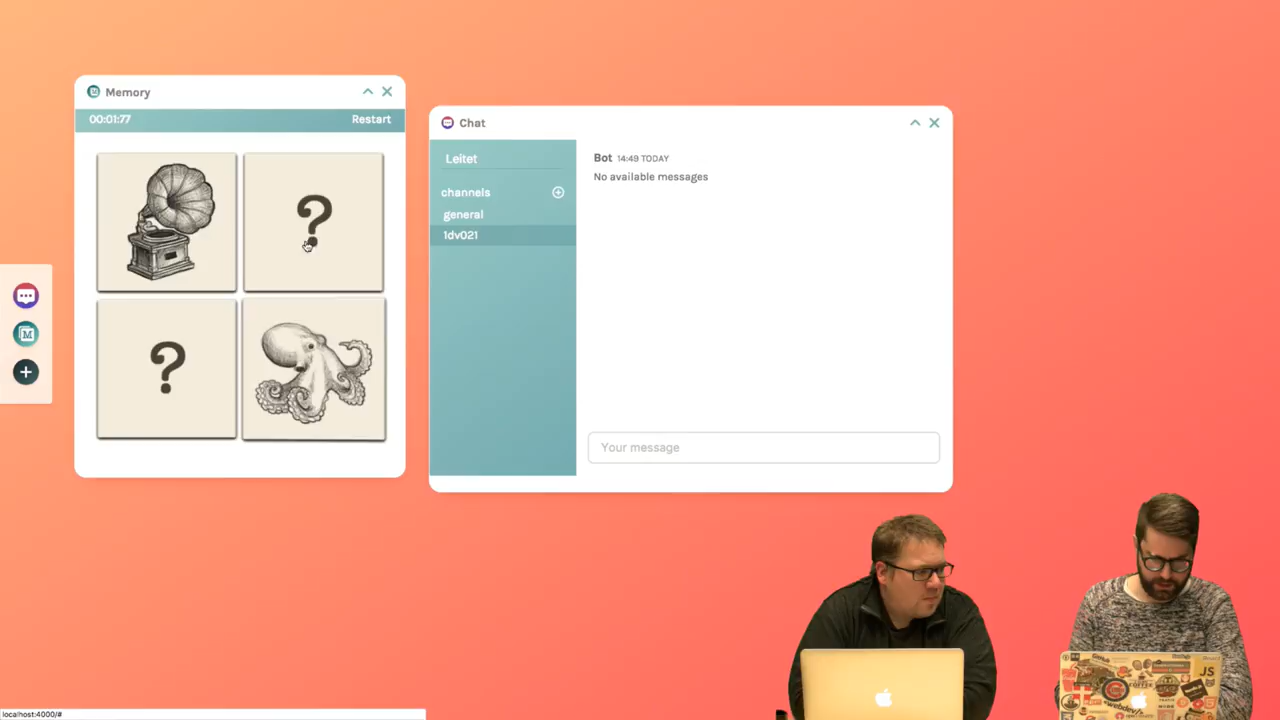 Memory
00:01:77 Restart
?
?
M
Chat
Leitet
channels
general
1dv021
Bot 14:49 TODAY
No available messages
Your message
JS
localhost:4000/#